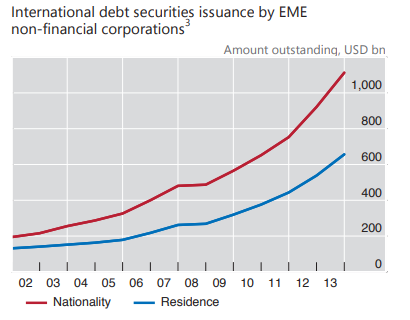 International debt securities issuance by EME
non-financial corporations3
Amount outstanding, USD bn
1,000
800
600
400
200
0
02 03 04 05 06 07 08 09 10 11 12 13
Nationality Residence